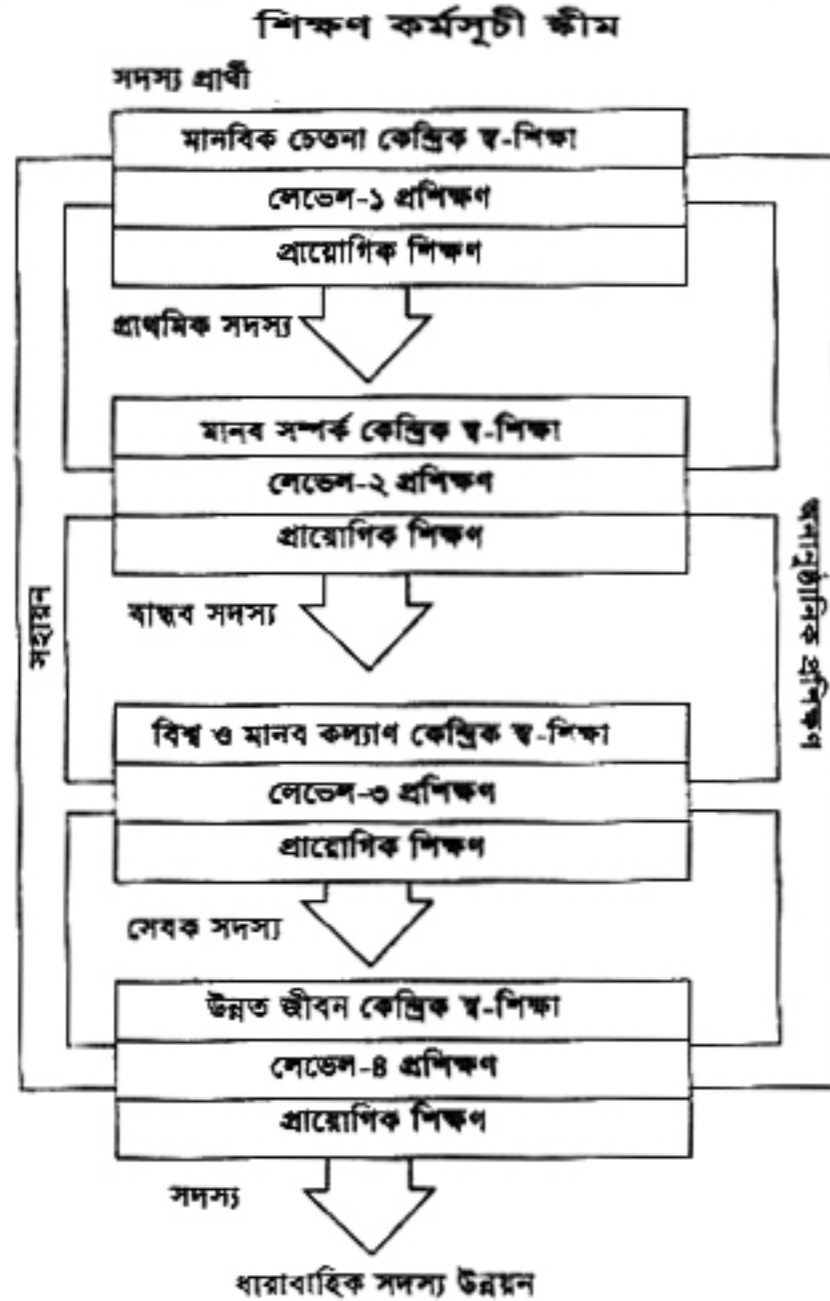 শিক্ষণ কর্মসূচী স্কীম
সদস্য প্রার্থী
মানবিক চেতনা কেন্দ্রিক স্ব-শিক্ষা
লেভেল-১ প্রশিক্ষণ
প্রায়োগিক শিক্ষণ
প্রাথমিক সদস্য
মানব সম্পর্ক কেন্দ্রিক স্ব-শিক্ষা
লেভেল-২ প্রশিক্ষণ
প্রায়োগিক শিক্ষণ
বান্ধব সদস্য
বিশ্ব ও মানব কল্যাণ কেন্দ্রিক স্ব-শিক্ষা
লেভেল-৩ প্রশিক্ষণ
প্রায়োগিক শিক্ষণ
সেবক সদস্য
উন্নত জীবন কেন্দ্রিক স্ব-শিক্ষা
লেভেল-৪ প্রশিক্ষণ
প্রায়োগিক শিক্ষণ
সদস্য
ধারাবাহিক সদস্য উন্নয়ন
সহায়ন
অনানুষ্ঠানিক প্রশিক্ষণ